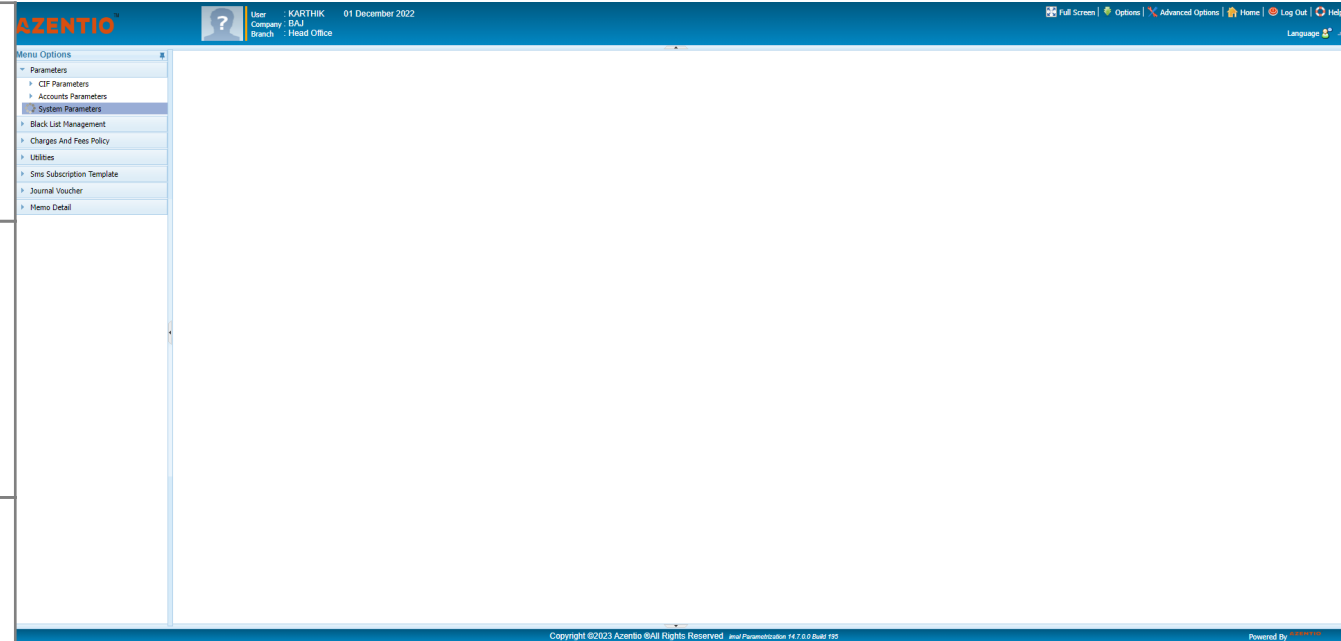 AZENTIO™
?
User : KARTHIK 01 December 2022
Company : BAJ
Branch : Head Office
Full Screen | Options | Advanced Options | Home | Log Out | Help
Language
Menu Options
Parameters
CIF Parameters
Accounts Parameters
System Parameters
Black List Management
Charges And Fees Policy
Utilities
Sms Subscription Template
Journal Voucher
Memo Detail
Copyright ©2023 Azentio ®All Rights Reserved imal Parametrization 14.7.0.0 Build 195
Powered By AZENTIO